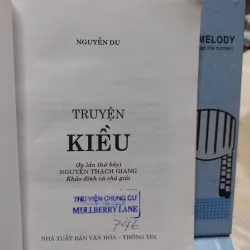 NGUYỄN DU
TRUYỆN
KIỀU
(In lần thứ bảy)
NGUYỄN THẠCH GIANG
Khảo đính và chú giải
THƯ VIỆN CHUNG CƯ
MULLBERRY LANE
746
NHÀ XUẤT BẢN VĂN HÓA - THÔNG TIN
MELODY